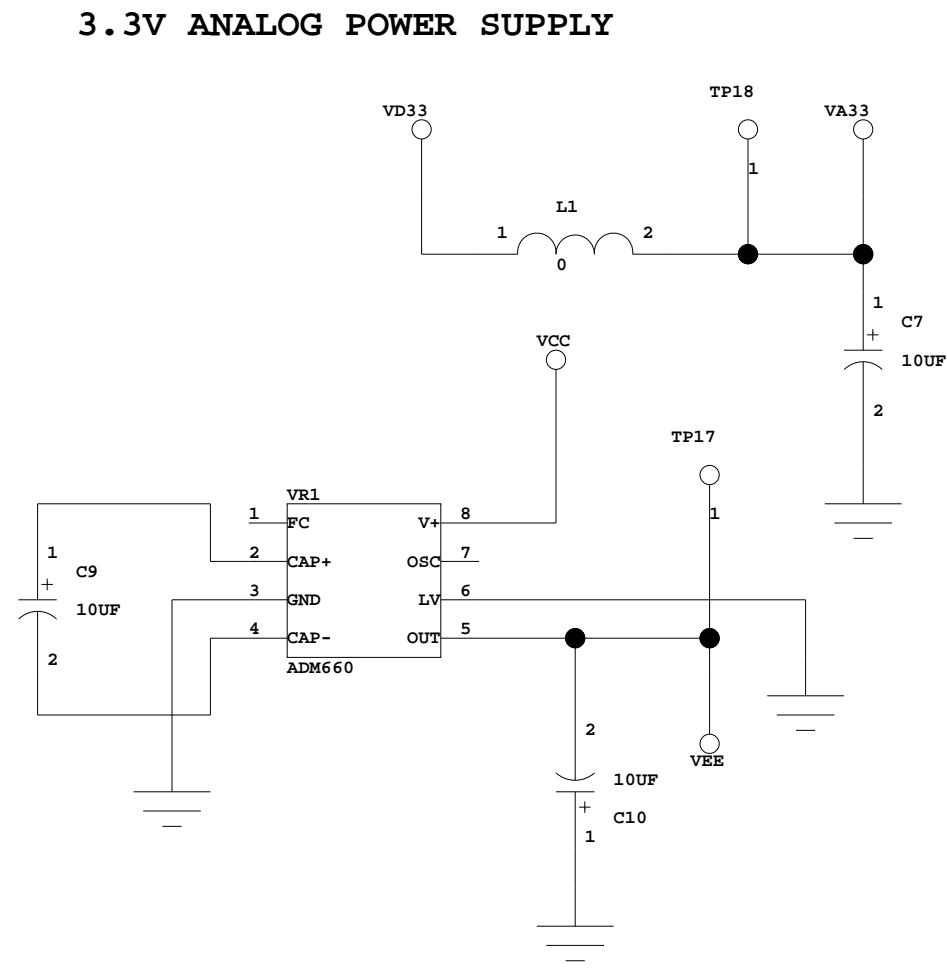 3.3V ANALOG POWER SUPPLY
TP18
VD33
VA33
1
L1
1
2
0
1
C7
+
10UF
2
VCC
TP17
1
VR1
1
FC
V+
8
2
CAP+
OSC
7
3
GND
LV
6
4
CAP-
OUT
5
ADM660
1
C9
+
10UF
2
2
VEE
10UF
+
C10
1